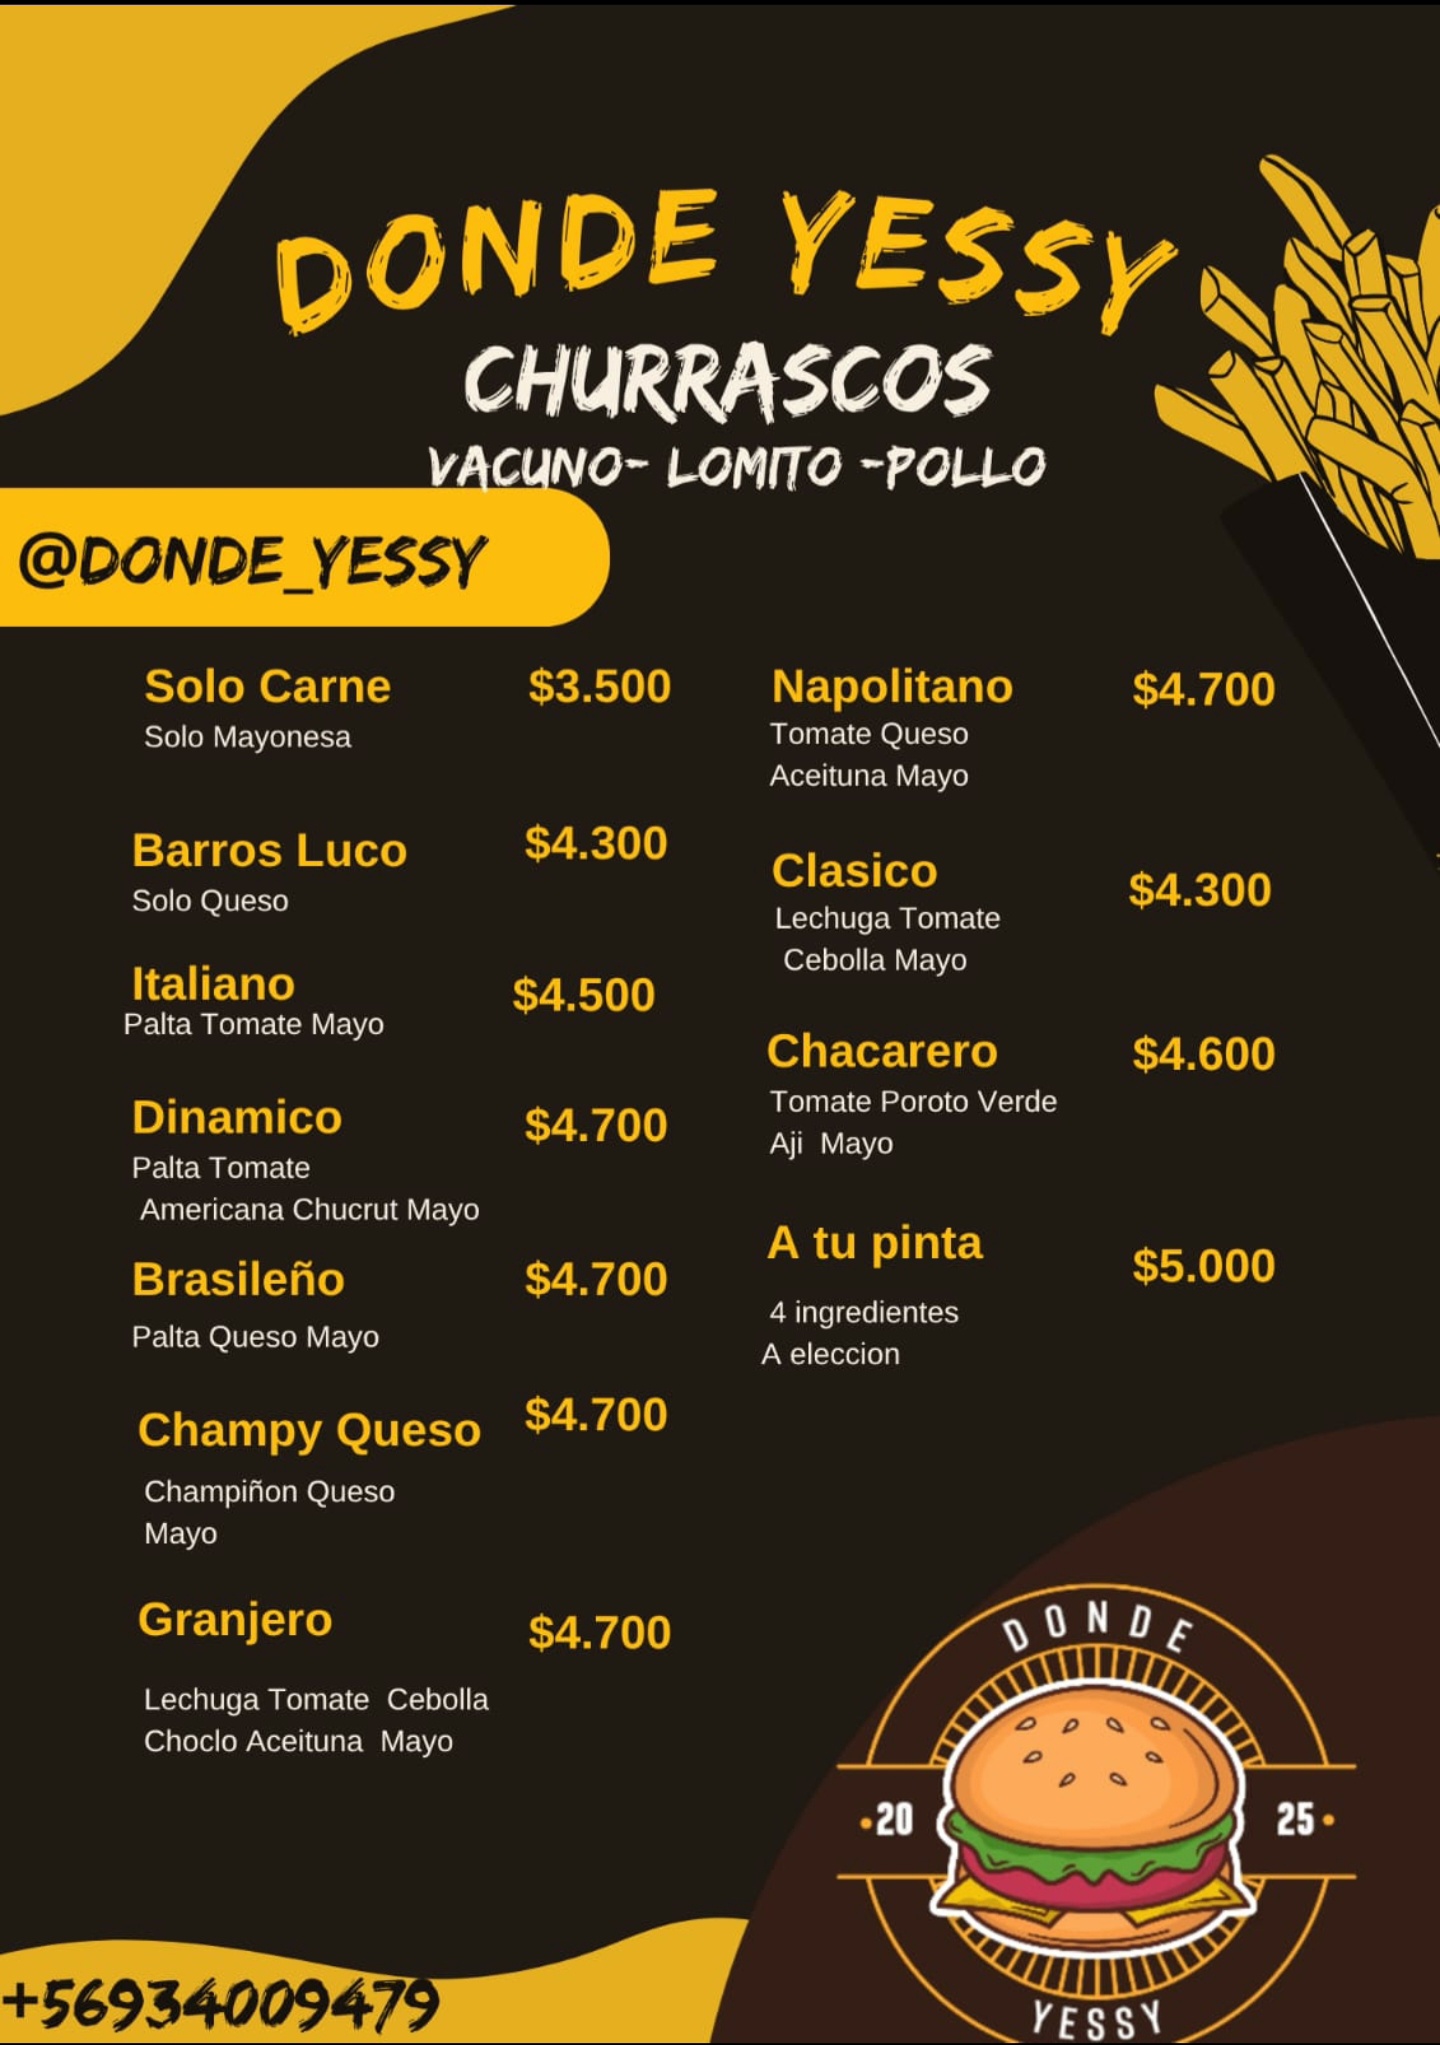 DONDE YESSY
CHURRASCOS
VACUNO- LOMITO -POLLO
@DONDE_YESSY
Solo Carne $3.500
Solo Mayonesa
Barros Luco $4.300
Solo Queso
Italiano $4.500
Palta Tomate Mayo
Dinamico $4.700
Palta Tomate
Americana Chucrut Mayo
Brasileño $4.700
Palta Queso Mayo
Champy Queso $4.700
Champiñon Queso
Mayo
Granjero $4.700
Lechuga Tomate  Cebolla
Choclo Aceituna  Mayo
Napolitano $4.700
Tomate Queso
Aceituna Mayo
Clasico $4.300
Lechuga Tomate
Cebolla Mayo
Chacarero $4.600
Tomate Poroto Verde
Aji  Mayo
A tu pinta $5.000
4 ingredientes
A eleccion
DONDE
•20 25•
YESSY
+56934009479